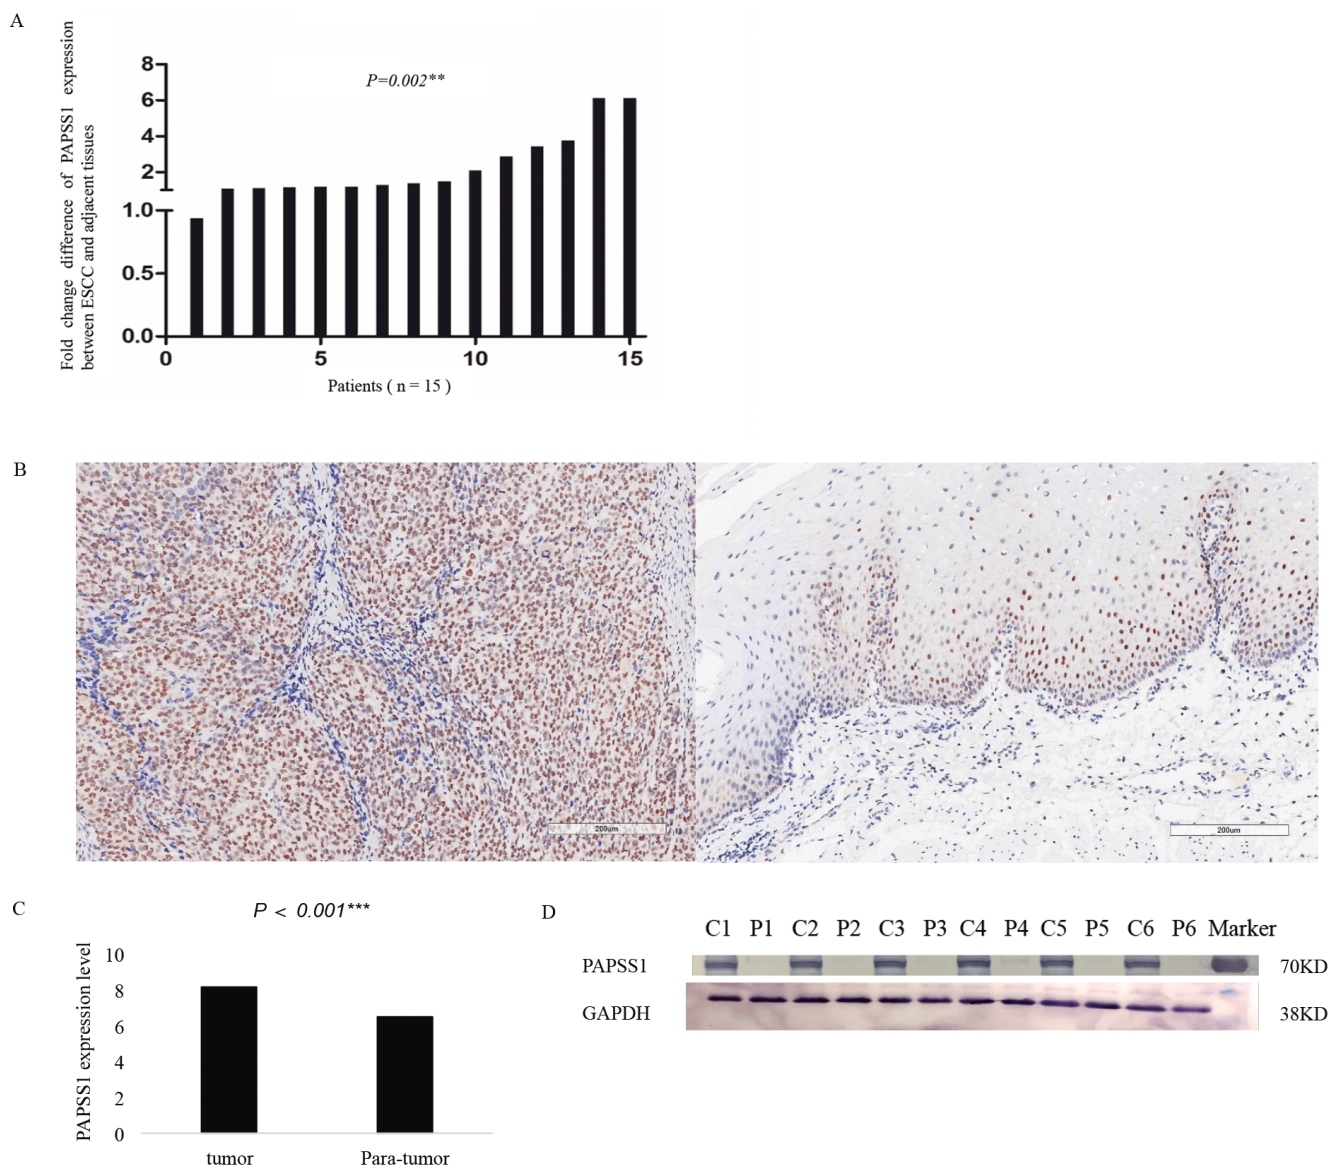 A
Fold change difference of PAPSS1 expression
between ESCC and adjacent tissues
P=0.002**
8
6
4
2
1.0
0.5
0.0
0 5 10 15
Patients ( n = 15 )
B
200um
200um
C
P < 0.001***
PAPSS1 expression level
10
8
6
4
2
0
tumor Para-tumor
D
C1 P1 C2 P2 C3 P3 C4 P4 C5 P5 C6 P6 Marker
PAPSS1 70KD
GAPDH 38KD